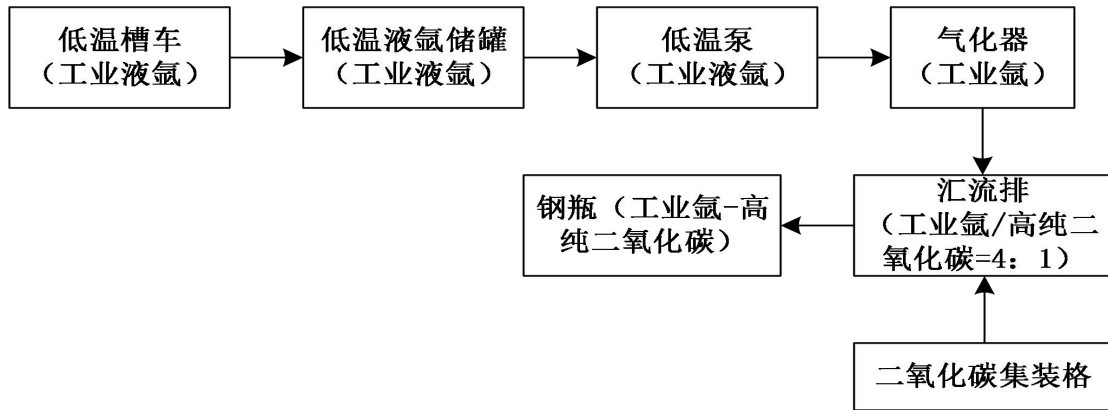 低温槽车
（工业液氩）
低温液氩储罐
（工业液氩）
低温泵
（工业液氩）
气化器
（工业氩）
钢瓶（工业氩-高
纯二氧化碳）
汇流排
（工业氩/高纯二
氧化碳=4：1）
二氧化碳集装格